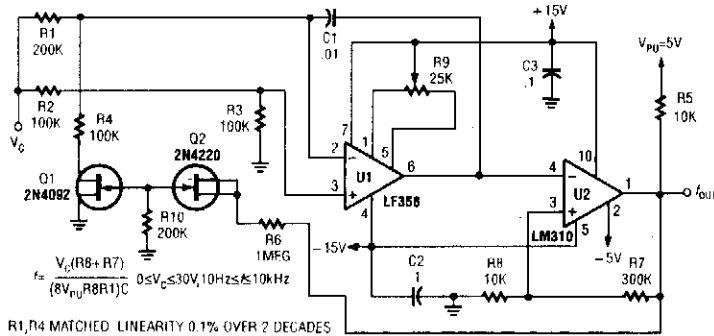 R1
200K
R2
100K
V_C
R4
100K
Q1
2N4092
Q2
2N4220
R10
200K
R3
100K
R6
1MEG
C1
.01
R9
25K
7
1
5
2
3
6
4
U1
LF356
-15V
C2
.1
R8
10K
+15V
C3
.1
10
4
3
5
1
2
U2
LM310
-5V
V_PU=5V
R5
10K
f_OUT
R7
300K
f= V_C(R6+R7) / (8V_PU R8R1)C 0≤V_C≤30V, 10Hz≤f≤10kHz
R1,R4 MATCHED LINEARITY 0.1% OVER 2 DECADES